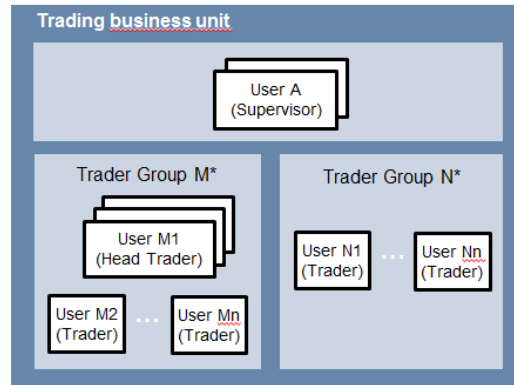 Trading business unit
User A
(Supervisor)
Trader Group M*
User M1
(Head Trader)
User M2
(Trader)
...
User Mn
(Trader)
Trader Group N*
User N1
(Trader)
...
User Nn
(Trader)